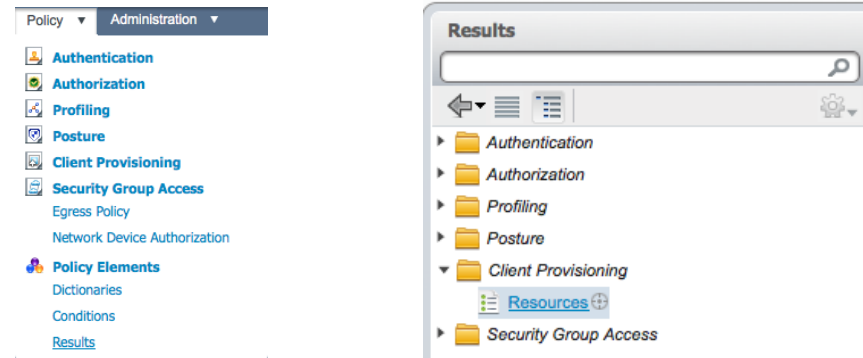 Policy ▼ Administration ▼
Authentication
Authorization
Profiling
Posture
Client Provisioning
Security Group Access
Egress Policy
Network Device Authorization
Policy Elements
Dictionaries
Conditions
Results
Results
Authentication
Authorization
Profiling
Posture
Client Provisioning
Resources
Security Group Access